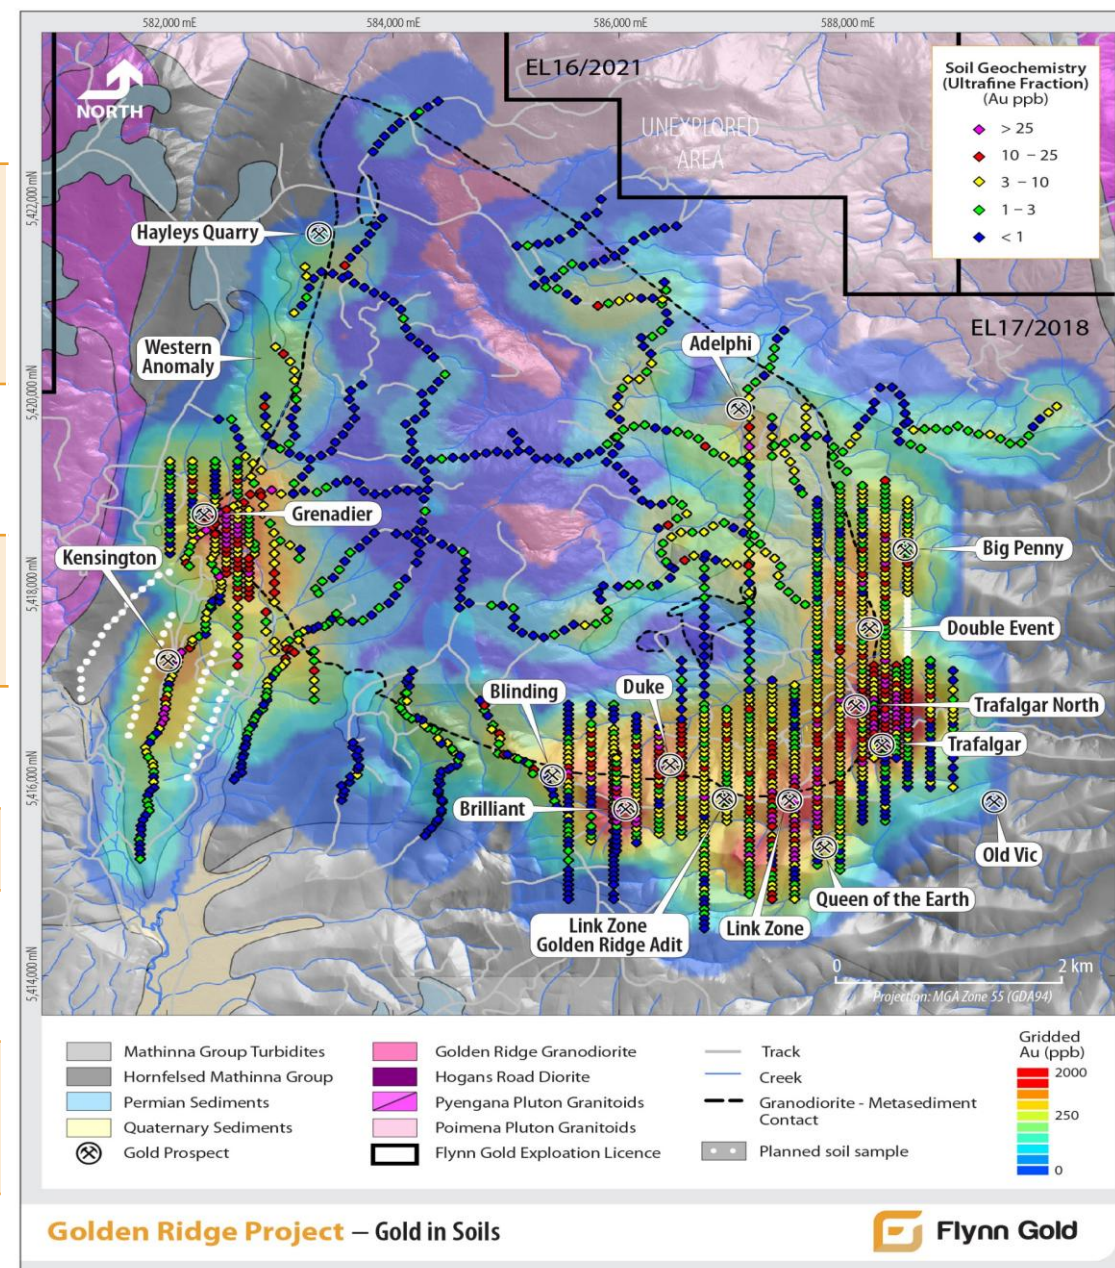 582,000 mE
584,000 mE
586,000 mE
588,000 mE
5,422,000 mN
5,420,000 mN
5,418,000 mN
5,416,000 mN
5,414,000 mN
NORTH
EL16/2021
UNEXPLORED
AREA
Soil Geochemistry
(Ultrafine Fraction)
(Au ppb)
> 25
10 – 25
3 – 10
1 – 3
< 1
EL17/2018
Hayleys Quarry
Western
Anomaly
Adelphi
Grenadier
Kensington
Big Penny
Double Event
Blinding
Duke
Trafalgar North
Trafalgar
Brilliant
Old Vic
Queen of the Earth
Link Zone
Golden Ridge Adit
Link Zone
0 2 km
Projection: MGA Zone 55 (GDA94)
Mathinna Group Turbidites
Hornfelsed Mathinna Group
Permian Sediments
Quaternary Sediments
Gold Prospect
Golden Ridge Granodiorite
Hogans Road Diorite
Pyengana Pluton Granitoids
Poimena Pluton Granitoids
Flynn Gold Exploation Licence
Track
Creek
Granodiorite - Metasediment
Contact
Planned soil sample
Gridded
Au (ppb)
2000
250
0
Golden Ridge Project – Gold in Soils
Flynn Gold